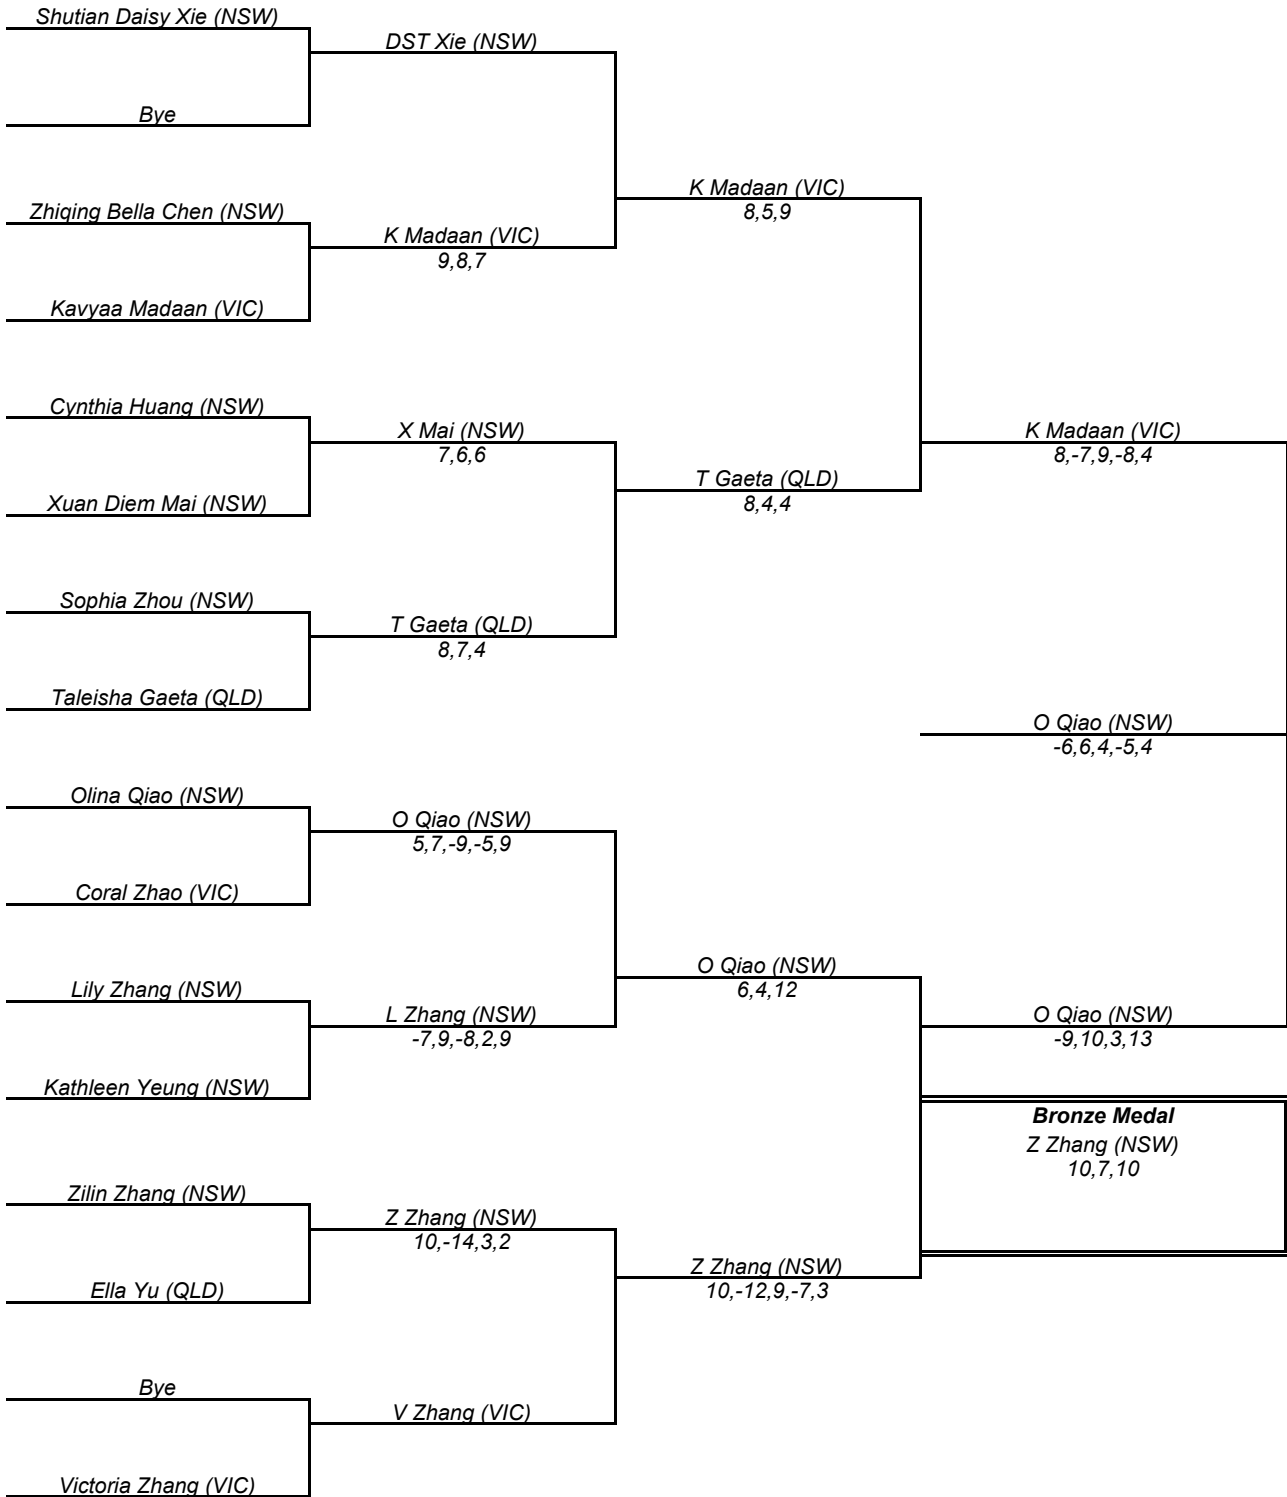 Shutian Daisy Xie (NSW)
DST Xie (NSW)
Bye
K Madaan (VIC)
8,5,9
Zhiqing Bella Chen (NSW)
K Madaan (VIC)
9,8,7
Kavyaa Madaan (VIC)
Cynthia Huang (NSW)
X Mai (NSW)
7,6,6
K Madaan (VIC)
8,-7,9,-8,4
T Gaeta (QLD)
8,4,4
Xuan Diem Mai (NSW)
Sophia Zhou (NSW)
T Gaeta (QLD)
8,7,4
Taleisha Gaeta (QLD)
O Qiao (NSW)
-6,6,4,-5,4
Olina Qiao (NSW)
O Qiao (NSW)
5,7,-9,-5,9
Coral Zhao (VIC)
O Qiao (NSW)
6,4,12
Lily Zhang (NSW)
L Zhang (NSW)
-7,9,-8,2,9
O Qiao (NSW)
-9,10,3,13
Kathleen Yeung (NSW)
Bronze Medal
Z Zhang (NSW)
10,7,10
Zilin Zhang (NSW)
Z Zhang (NSW)
10,-14,3,2
Z Zhang (NSW)
10,-12,9,-7,3
Ella Yu (QLD)
Bye
V Zhang (VIC)
Victoria Zhang (VIC)